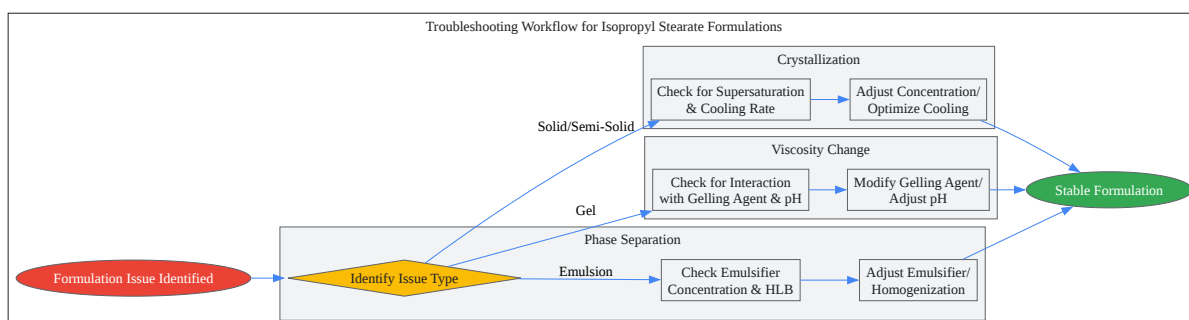 Troubleshooting Workflow for Isopropyl Stearate Formulations
Crystallization
Check for Supersaturation
& Cooling Rate
Adjust Concentration/
Optimize Cooling
Solid/Semi-Solid
Viscosity Change
Check for Interaction
with Gelling Agent & pH
Modify Gelling Agent/
Adjust pH
Stable Formulation
Gel
Phase Separation
Formulation Issue Identified
Identify Issue Type
Emulsion
Check Emulsifier
Concentration & HLB
Adjust Emulsifier/
Homogenization